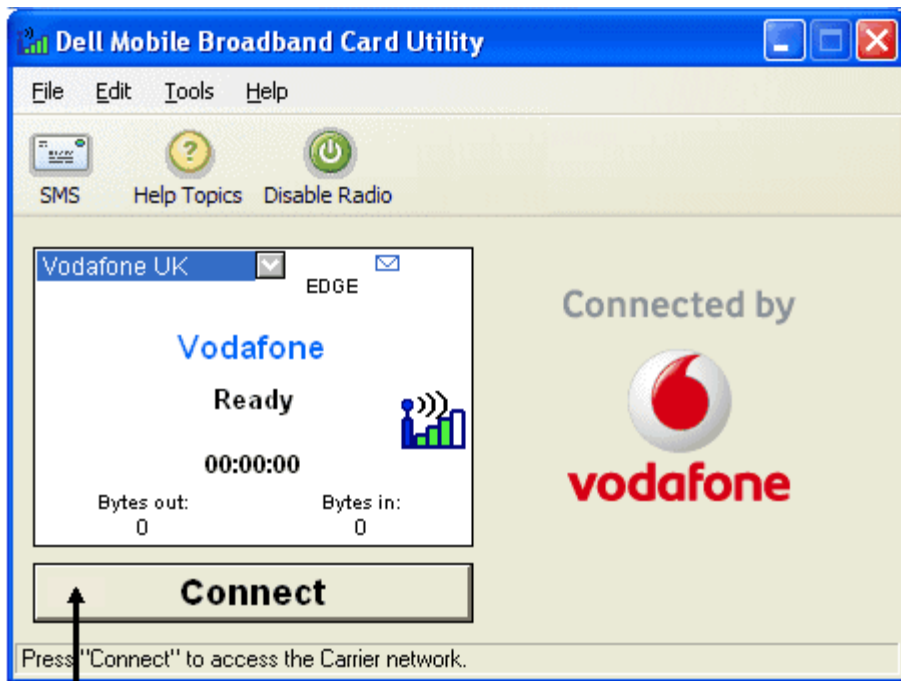 Dell Mobile Broadband Card Utility
File Edit Tools Help
SMS Help Topics Disable Radio
Vodafone UK
EDGE
Vodafone
Ready
00:00:00
Bytes out: Bytes in:
0 0
Connect
Connected by
vodafone
Press "Connect" to access the Carrier network.